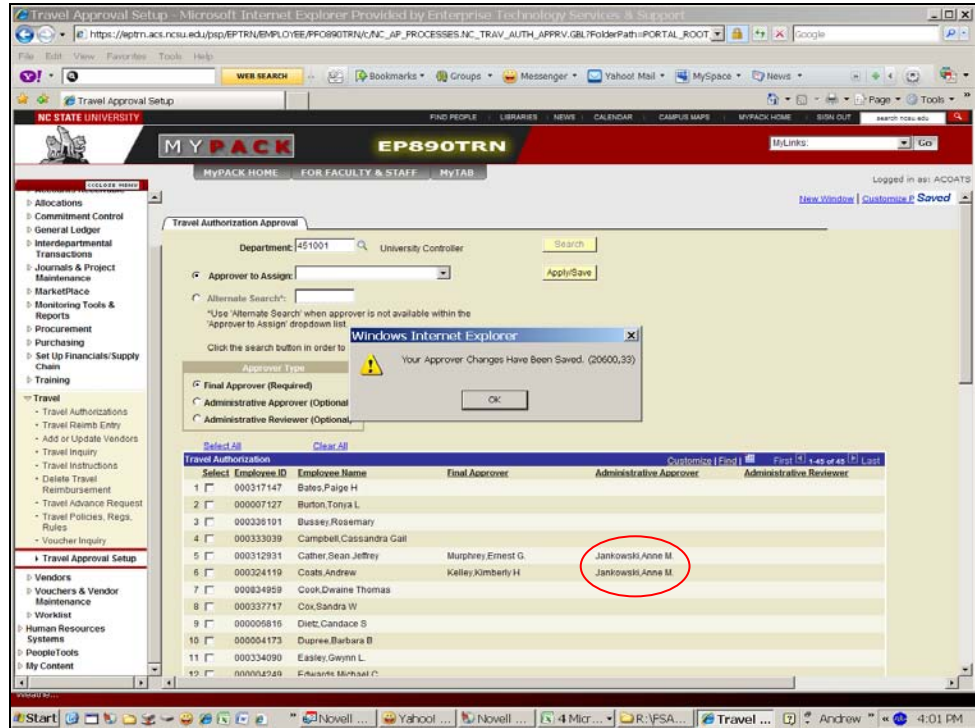 Travel Approval Setup - Microsoft Internet Explorer Provided by Enterprise Technology Services & Support
https://eptrn.acs.ncsu.edu/psp/EPTRN/EMPLOYEE/PFO890TRN/c/NC_AP_PROCESSES.NC_TRAV_AUTH_APPRV.GBL?FolderPath=PORTAL_ROOT
Google
File Edit View Favorites Tools Help
Y! WEB SEARCH Bookmarks Groups Messenger Yahoo! Mail MySpace News
Travel Approval Setup Page Tools
NC STATE UNIVERSITY FIND PEOPLE LIBRARIES NEWS CALENDAR CAMPUS MAPS MYPACK HOME SIGN OUT search ncsu.edu
MYPACK EP890TRN MyLinks: Go
MyPACK HOME FOR FACULTY & STAFF MyTAB
Logged in as: ACOATS
CLOSE MENU
New Window | Customize P Saved
Accounts Receivable
Allocations
Commitment Control
General Ledger
Interdepartmental Transactions
Journals & Project Maintenance
MarketPlace
Monitoring Tools & Reports
Procurement
Purchasing
Set Up Financials/Supply Chain
Training
Travel
- Travel Authorizations
- Travel Reimb Entry
- Add or Update Vendors
- Travel Inquiry
- Travel Instructions
- Delete Travel Reimbursement
- Travel Advance Request
- Travel Policies, Regs, Rules
- Voucher Inquiry
Travel Approval Setup
Vendors
Vouchers & Vendor Maintenance
Worklist
Human Resources Systems
PeopleTools
My Content
Travel Authorization Approval
Department: 451001 University Controller Search
Approver to Assign: Apply/Save
Alternate Search*:
*Use 'Alternate Search' when approver is not available within the
'Approver to Assign' dropdown list.
Click the search button in order to
Windows Internet Explorer
Your Approver Changes Have Been Saved. (20600,33)
OK
Approver Type
Final Approver (Required)
Administrative Approver (Optional
Administrative Reviewer (Optional)
Select All Clear All
Travel Authorization Customize | Find | First 1-45 of 45 Last
Select Employee ID Employee Name Final Approver Administrative Approver Administrative Reviewer
1 000317147 Bates,Paige H
2 000007127 Burton,Tonya L
3 000336101 Bussey,Rosemary
4 000333039 Campbell,Cassandra Gail
5 000312931 Cather,Sean Jeffrey Murphrey,Ernest G. Jankowski,Anne M.
6 000324119 Coats,Andrew Kelley,Kimberly H Jankowski,Anne M.
7 000834959 Cook,Dwaine Thomas
8 000337717 Cox,Sandra W
9 000005816 Dietz,Candace S
10 000004173 Dupree,Barbara B
11 000334090 Easley,Gwynn L.
12 000004249 Edwards,Michael C
Start Novell ... Yahoo! ... Novell ... 4 Micr... R:\FSA... Travel ... Andrew 4:01 PM